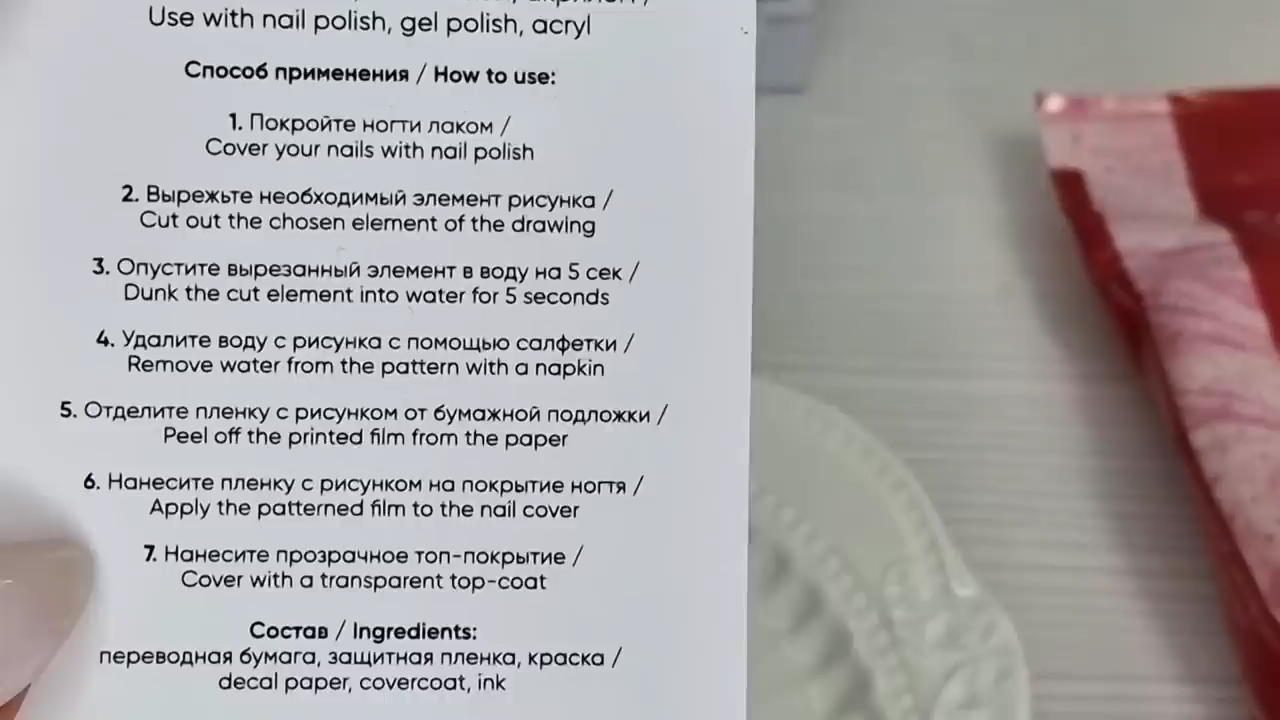 Use with nail polish, gel polish, acryl
Способ применения / How to use:
1. Покройте ногти лаком /
Cover your nails with nail polish
2. Вырежьте необходимый элемент рисунка /
Cut out the chosen element of the drawing
3. Опустите вырезанный элемент в воду на 5 сек /
Dunk the cut element into water for 5 seconds
4. Удалите воду с рисунка с помощью салфетки /
Remove water from the pattern with a napkin
5. Отделите пленку с рисунком от бумажной подложки /
Peel off the printed film from the paper
6. Нанесите пленку с рисунком на покрытие ногтя /
Apply the patterned film to the nail cover
7. Нанесите прозрачное топ-покрытие /
Cover with a transparent top-coat
Состав / Ingredients:
переводная бумага, защитная пленка, краска /
decal paper, covercoat, ink